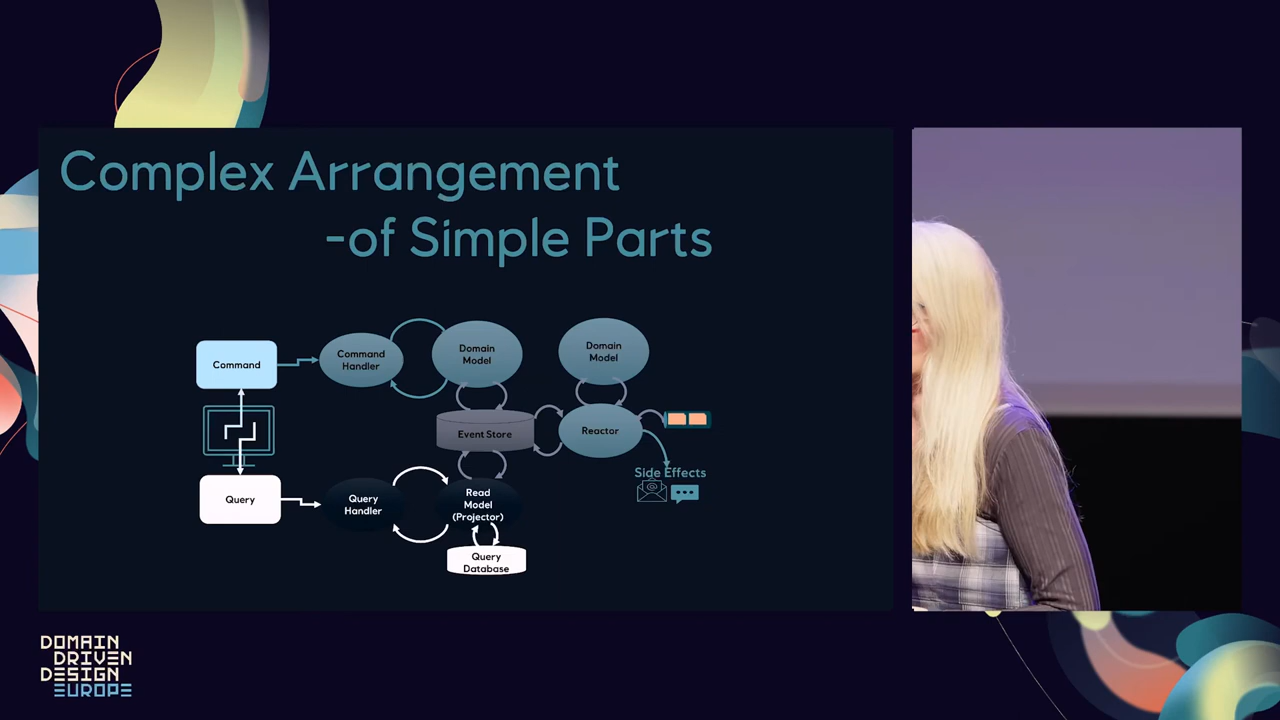 Complex Arrangement
-of Simple Parts
Command
Command
Handler
Domain
Model
Domain
Model
Event Store
Reactor
Side Effects
Query
Query
Handler
Read
Model
(Projector)
Query
Database
DOMAIN
DRIVEN
DESIGN
EUROPE